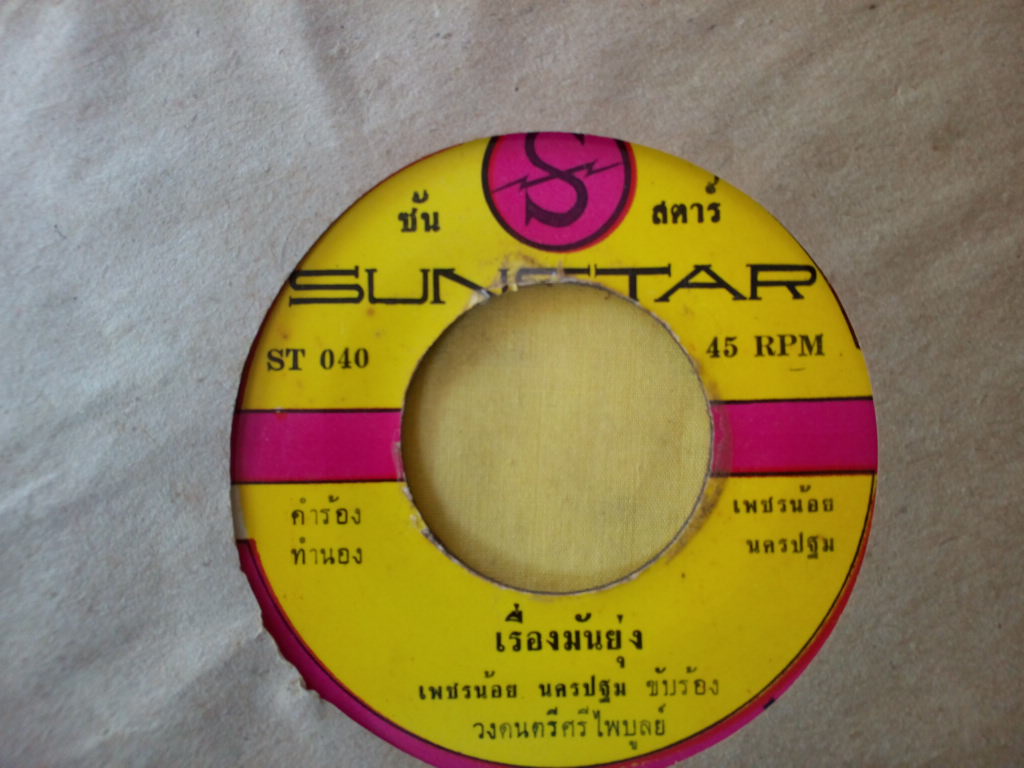 S
ซัน สตาร์
SUNSTAR
ST 040 45 RPM
คำร้อง เพชรน้อย
ทำนอง นครปฐม
เรื่องมันยุ่ง
เพชรน้อย นครปฐม ขับร้อง
วงดนตรีศรีไพบูลย์